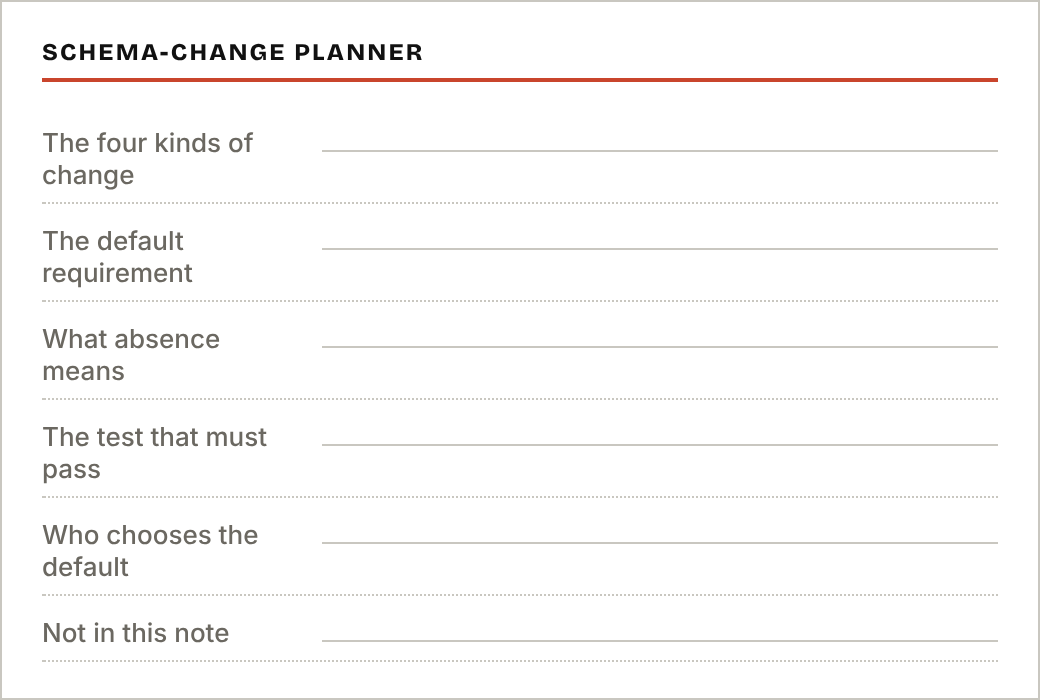 SCHEMA-CHANGE PLANNER
The four kinds of
change
The default
requirement
What absence
means
The test that must
pass
Who chooses the
default
Not in this note